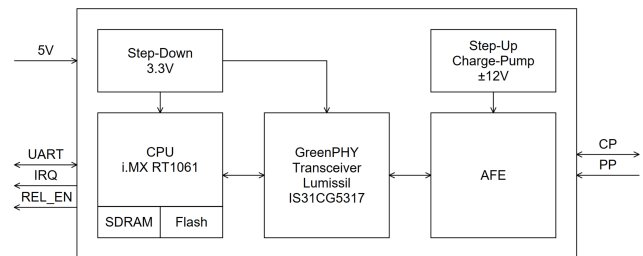 5V
Step-Down
3.3V
Step-Up
Charge-Pump
±12V
UART
IRQ
REL_EN
CPU
i.MX RT1061
SDRAM
Flash
GreenPHY
Transceiver
Lumissil
IS31CG5317
AFE
CP
PP